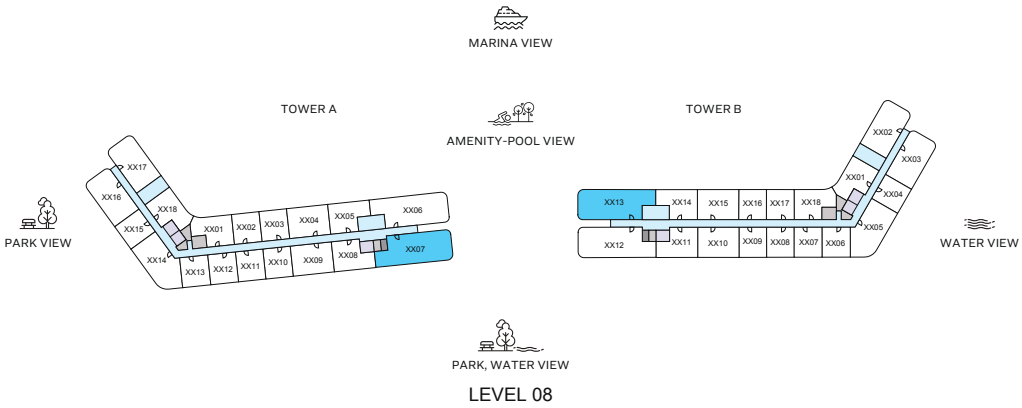 MARINA VIEW
TOWER A
TOWER B
AMENITY-POOL VIEW
PARK VIEW
WATER VIEW
XX17
XX16
XX18
XX15
XX14
XX01
XX02
XX03
XX04
XX05
XX06
XX07
XX13
XX12
XX11
XX10
XX09
XX08
XX02
XX03
XX01
XX04
XX05
XX13
XX14
XX15
XX16
XX17
XX18
XX12
XX11
XX10
XX09
XX08
XX07
XX06
PARK, WATER VIEW
LEVEL 08